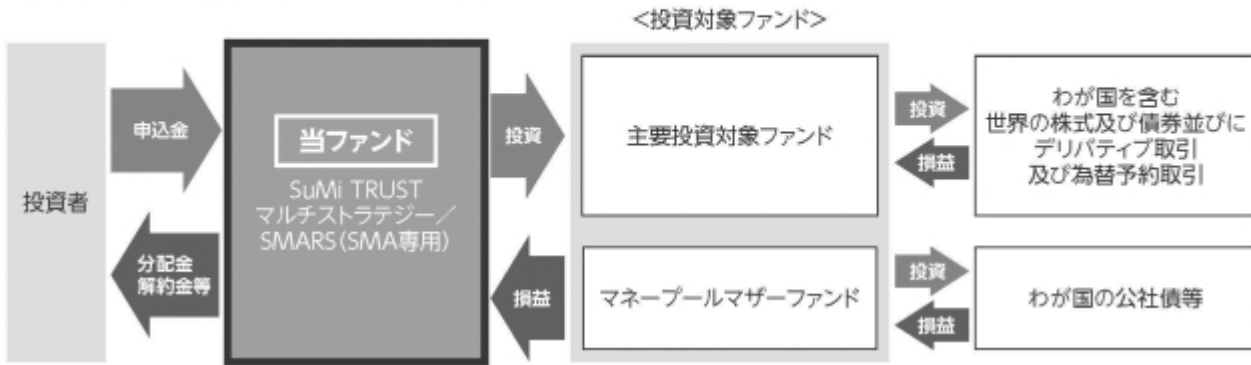 <投資対象ファンド>
投資者
申込金
分配金
解約金等
当ファンド
SuMi TRUST
マルチストラテジー／
SMARS（SMA専用）
投資
損益
主要投資対象ファンド
マネープールマザーファンド
投資
損益
投資
損益
わが国を含む
世界の株式及び債券並びに
デリバティブ取引
及び為替予約取引
わが国の公社債等